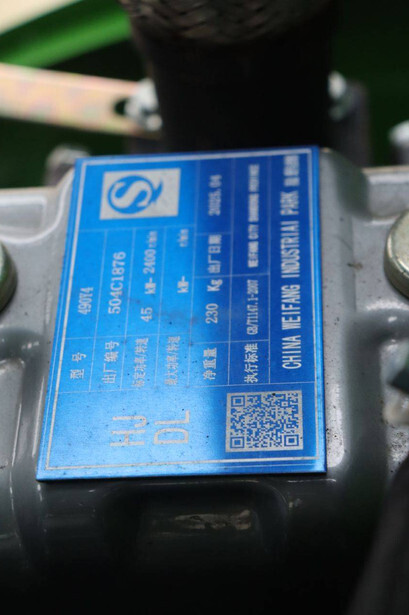 HJ
DL
型 号 490Y4
出厂编号 504C1876
标定功率/转速 45 kW- 2400 r/min
最大功率/转速 kW- r/min
净重量 230 Kg 出厂日期 2025.04
执行标准 GB/T1147.1-2007
CHINA WEIFANG INDUSTRIAl PARK